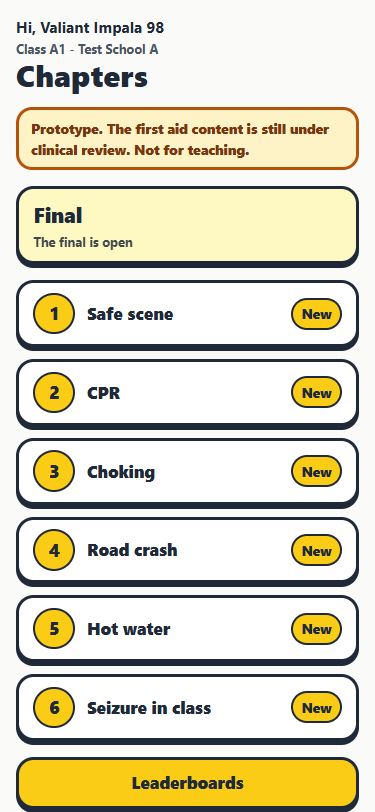 Hi, Valiant Impala 98
Class A1 - Test School A
Chapters
Prototype. The first aid content is still under
clinical review. Not for teaching.
Final
The final is open
1 Safe scene New
2 CPR New
3 Choking New
4 Road crash New
5 Hot water New
6 Seizure in class New
Leaderboards